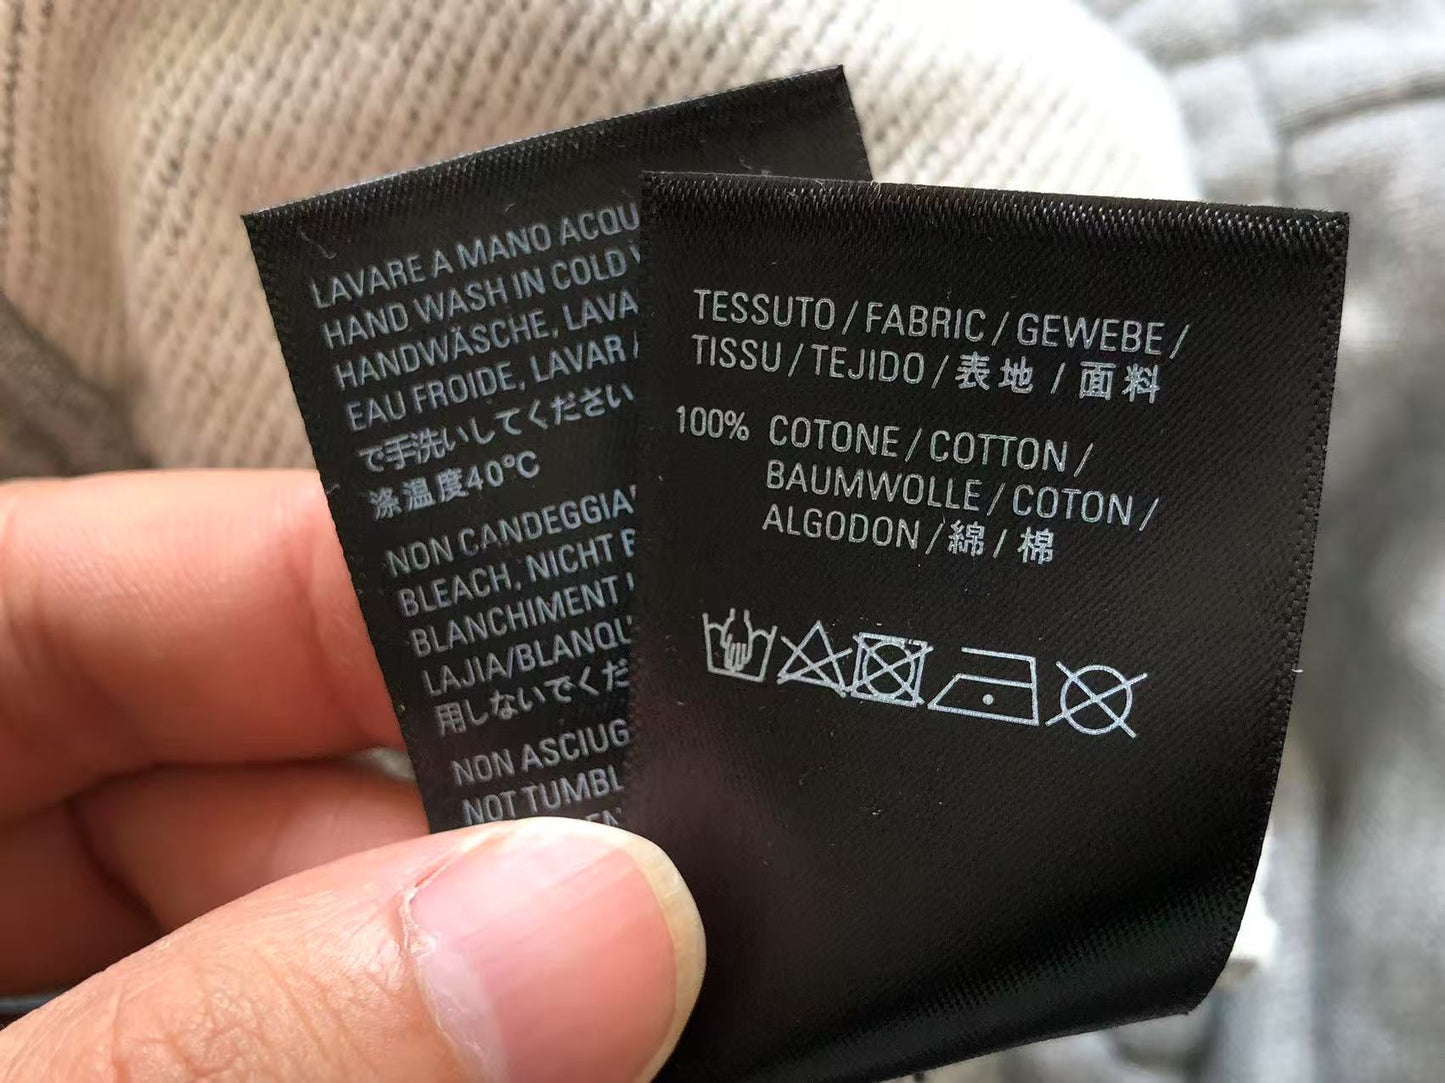 LAVARE A MANO ACQU
HAND WASH IN COLD
HANDWÄSCHE, LAVA
EAU FROIDE, LAVAR
で手洗いしてください
涤温度40℃
NON CANDEGGIA
BLEACH, NICHT
BLANCHIMENT
LAJIA/BLANQU
用しないでくだ
NON ASCIUG
NOT TUMBL
TESSUTO / FABRIC / GEWEBE /
TISSU / TEJIDO / 表地 / 面料
100% COTONE / COTTON /
BAUMWOLLE / COTON /
ALGODON / 綿 / 棉